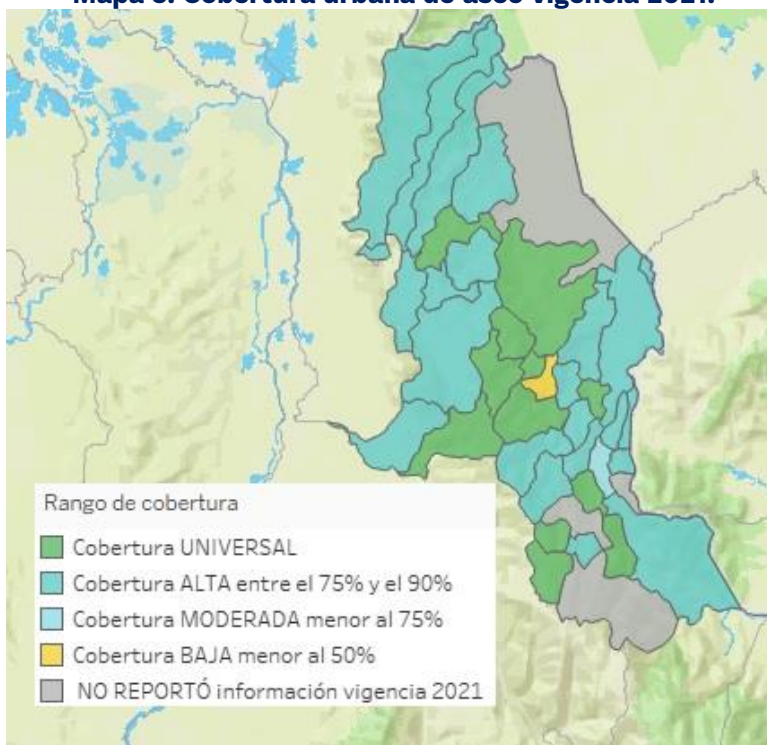 Mapa 3. Cobertura urbana de aseo vigencia 2021.
Rango de cobertura
Cobertura UNIVERSAL
Cobertura ALTA entre el 75% y el 90%
Cobertura MODERADA menor al 75%
Cobertura BAJA menor al 50%
NO REPORTÓ información vigencia 2021